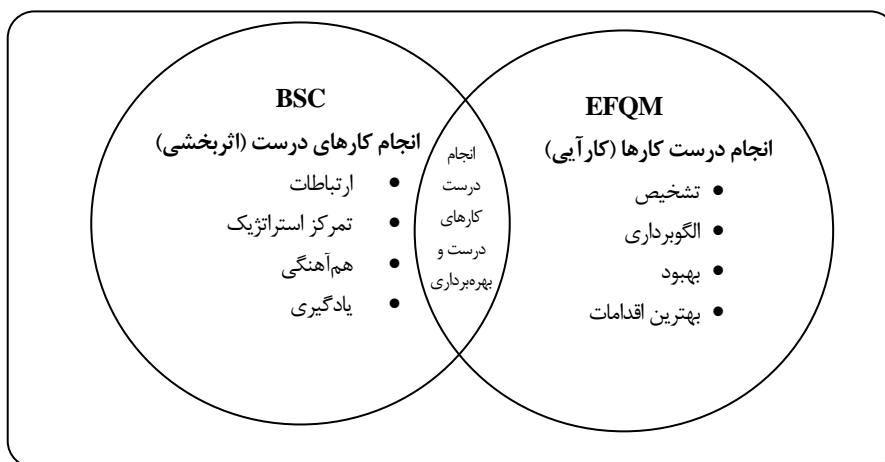 BSC
انجام کارهای درست (اثربخشی)
ارتباطات
تمرکز استراتژیک
هم‌آهنگی
یادگیری
انجام
درست
کارهای
درست و
بهره‌برداری
EFQM
انجام درست کارها (کارآیی)
تشخیص
الگوبرداری
بهبود
بهترین اقدامات